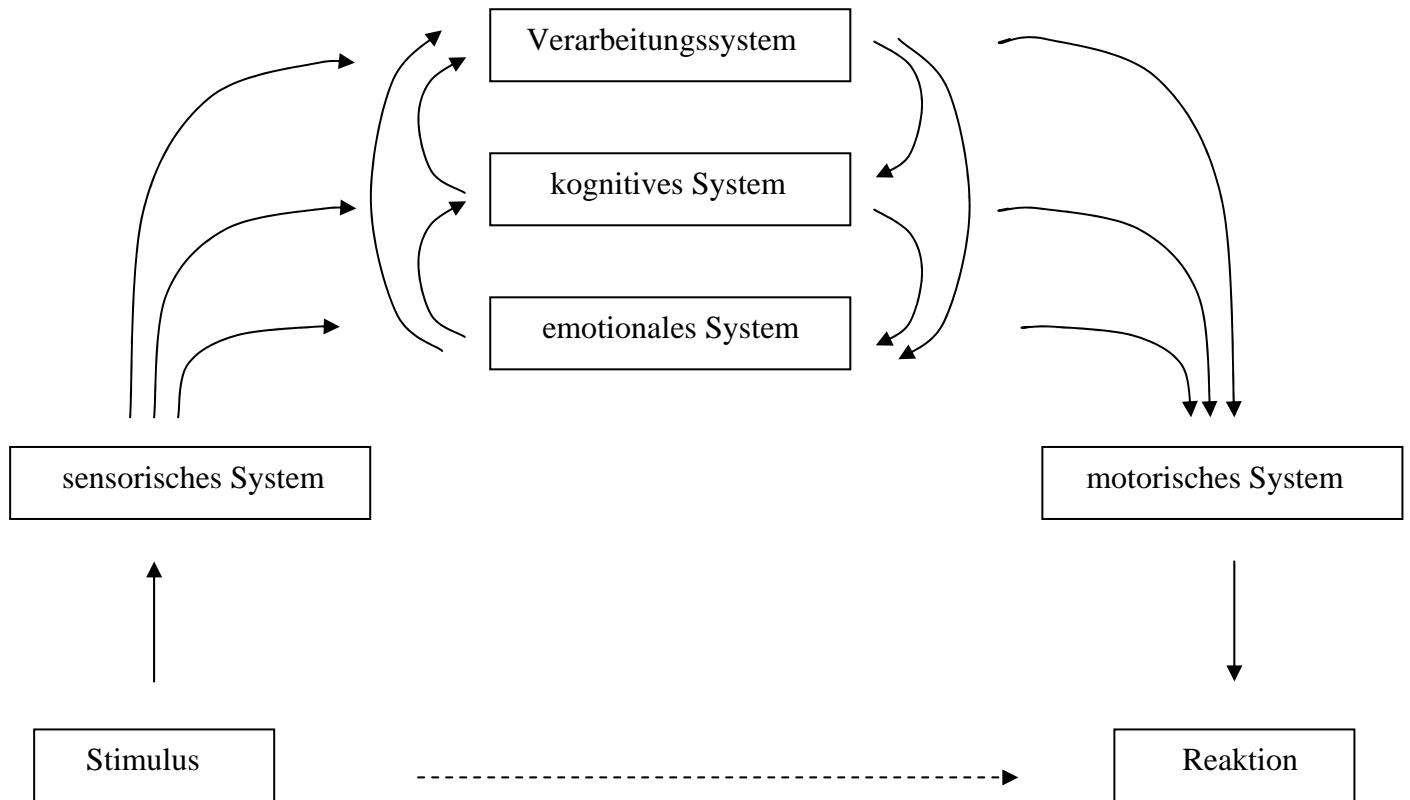 Verarbeitungssystem
kognitives System
emotionales System
sensorisches System
motorisches System
Stimulus
Reaktion